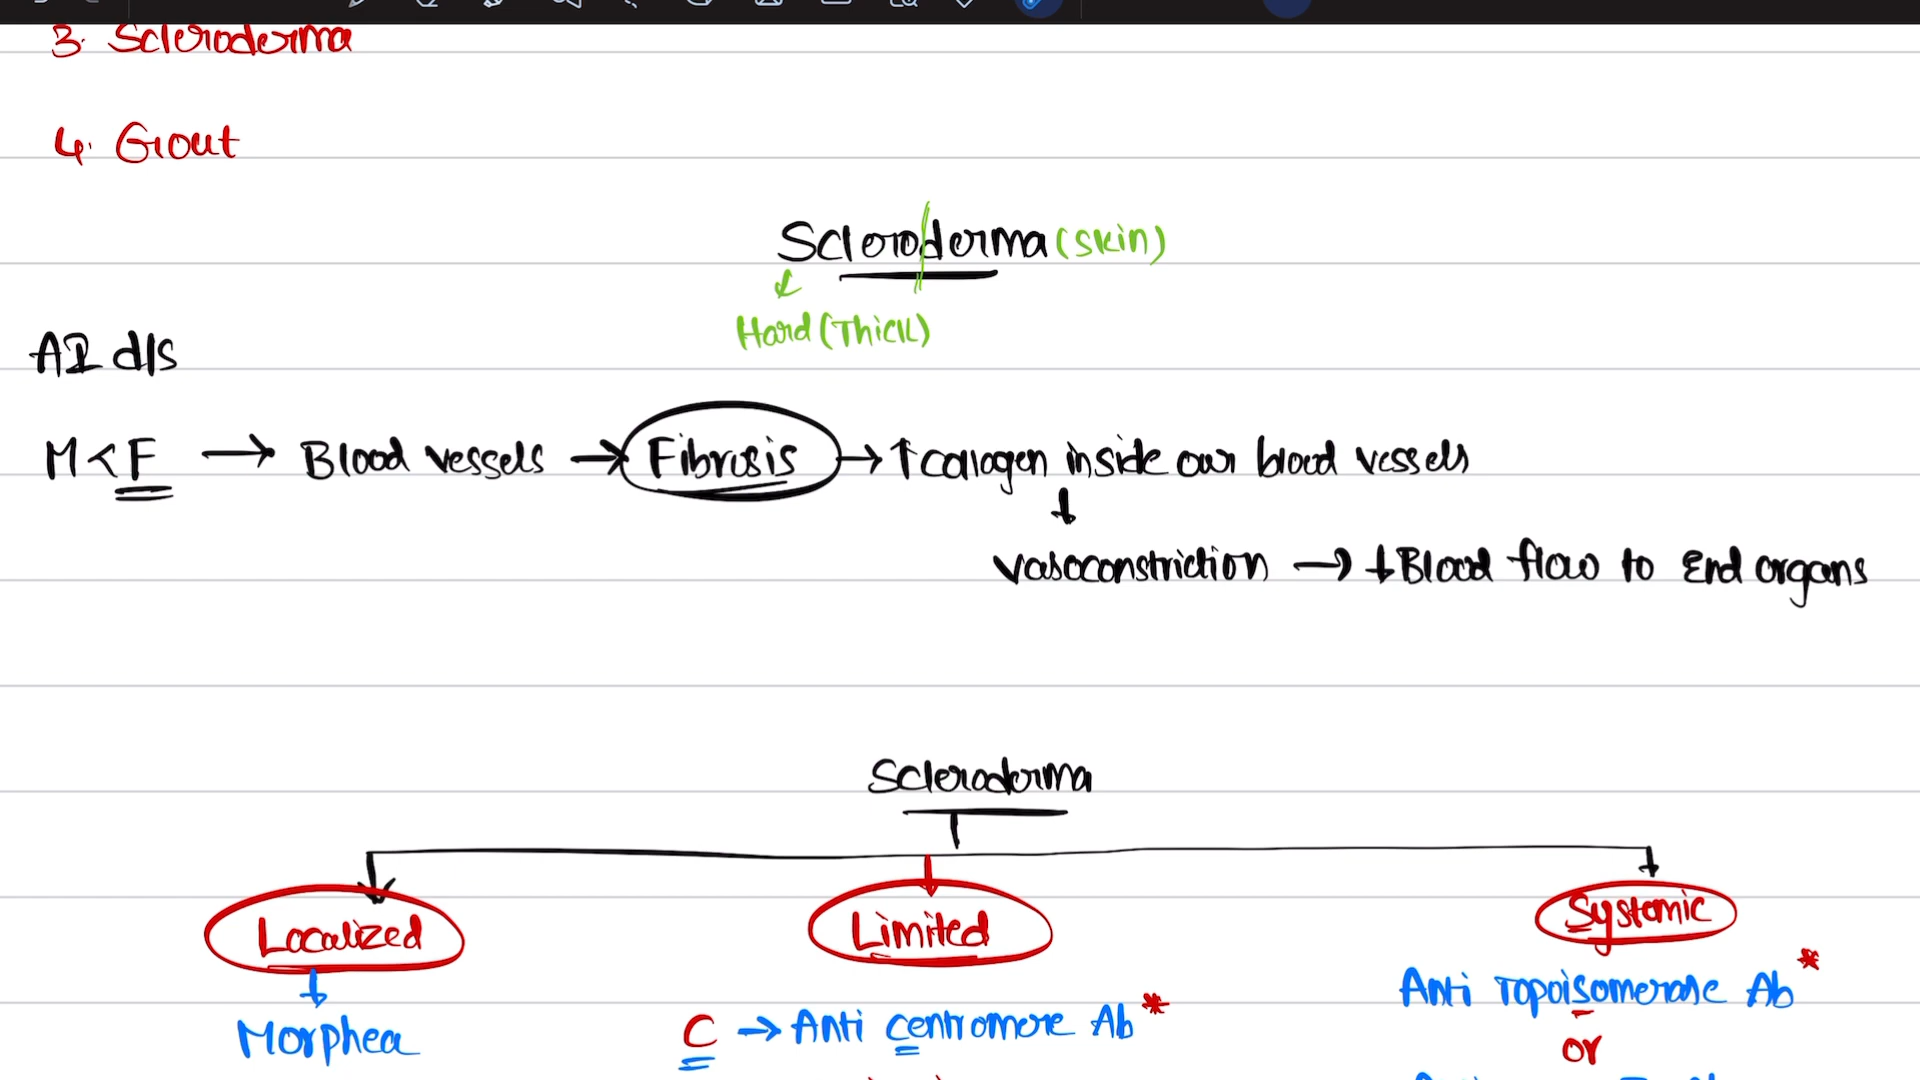 3. Scleroderma
4. Gout
Scleroderma (skin)
Hard (Thick)
AI d/s
M < F → Blood vessels → Fibrosis → ↑ collagen inside our blood vessels
↓
vasoconstriction → ↓ Blood flow to End organs
Scleroderma
Localized Limited Systemic
Morphea C → Anti centromere Ab * Anti Topoisomerase Ab *
or